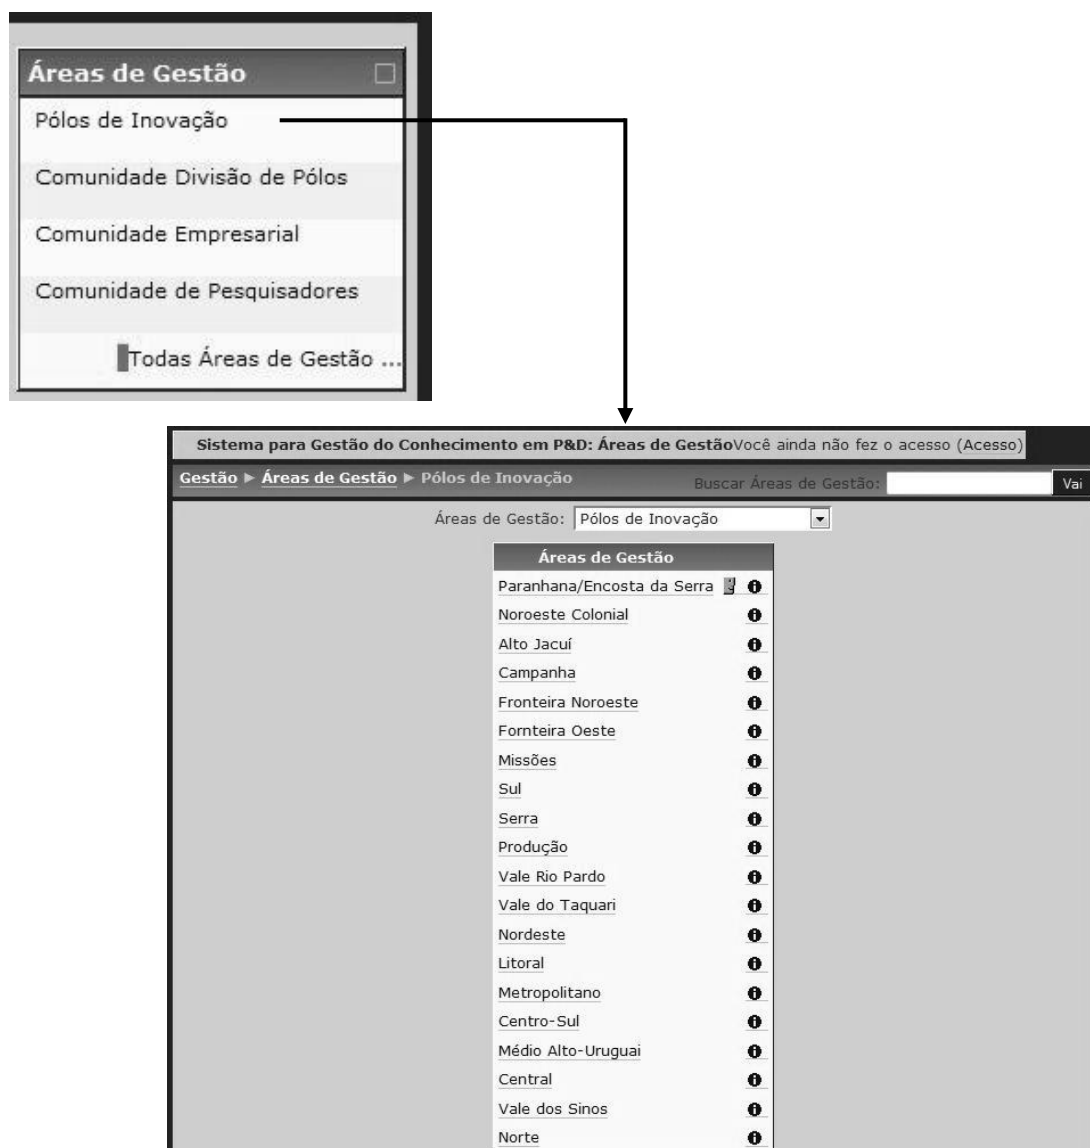 Áreas de Gestão
Pólos de Inovação
Comunidade Divisão de Pólos
Comunidade Empresarial
Comunidade de Pesquisadores
Todas Áreas de Gestão ...
Sistema para Gestão do Conhecimento em P&D: Áreas de GestãoVocê ainda não fez o acesso (Acesso)
Gestão ► Áreas de Gestão ► Pólos de Inovação Buscar Áreas de Gestão: Vai
Áreas de Gestão: Pólos de Inovação
Áreas de Gestão
Paranhana/Encosta da Serra
Noroeste Colonial
Alto Jacuí
Campanha
Fronteira Noroeste
Fornteira Oeste
Missões
Sul
Serra
Produção
Vale Rio Pardo
Vale do Taquari
Nordeste
Litoral
Metropolitano
Centro-Sul
Médio Alto-Uruguai
Central
Vale dos Sinos
Norte